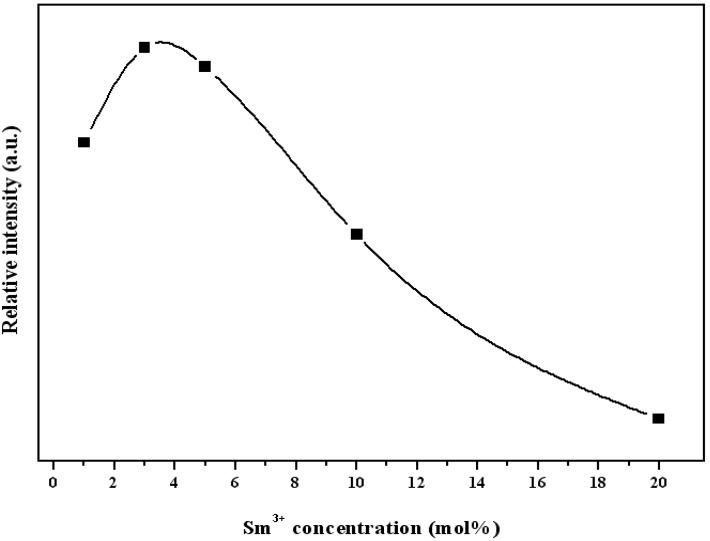 Relative intensity (a.u.)
0 2 4 6 8 10 12 14 16 18 20
Sm³⁺ concentration (mol%)